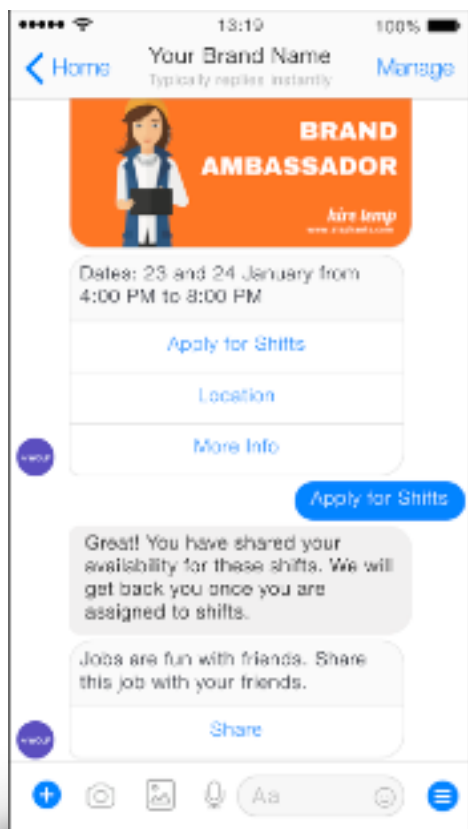 13:19
100%
Home
Your Brand Name
Manage
Typically replies instantly
BRAND
AMBASSADOR
hire temp
Dates: 23 and 24 January from
4:00 PM to 8:00 PM
Apply for Shifts
Location
More Info
Apply for Shifts
Great! You have shared your
availability for these shifts. We will
get back you once you are
assigned to shifts.
Jobs are fun with friends. Share
this job with your friends.
Share
Aa